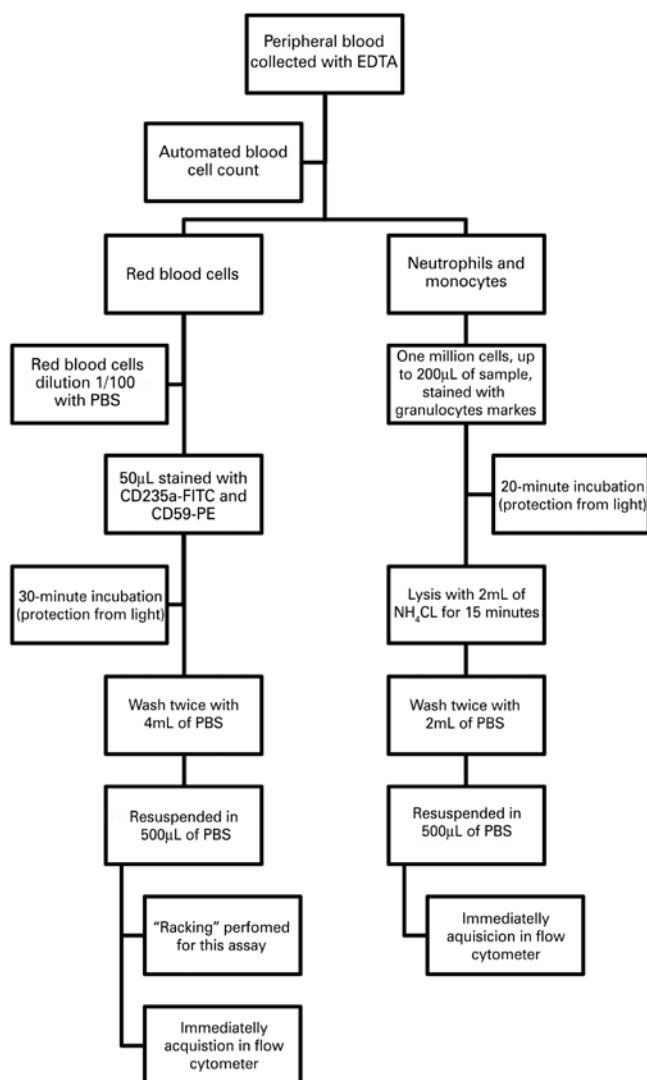 Peripheral blood
collected with EDTA
Automated blood
cell count
Red blood cells
Neutrophils and
monocytes
Red blood cells
dilution 1/100
with PBS
One million cells, up
to 200μL of sample,
stained with
granulocytes markes
50μL stained with
CD235a-FITC and
CD59-PE
20-minute incubation
(protection from light)
30-minute incubation
(protection from light)
Lysis with 2mL of
NH₄CL for 15 minutes
Wash twice with
4mL of PBS
Wash twice with
2mL of PBS
Resuspended in
500μL of PBS
Resuspended in
500μL of PBS
"Racking" perfomed
for this assay
Immediatelly
aquisicion in flow
cytometer
Immediatelly
acquistion in flow
cytometer